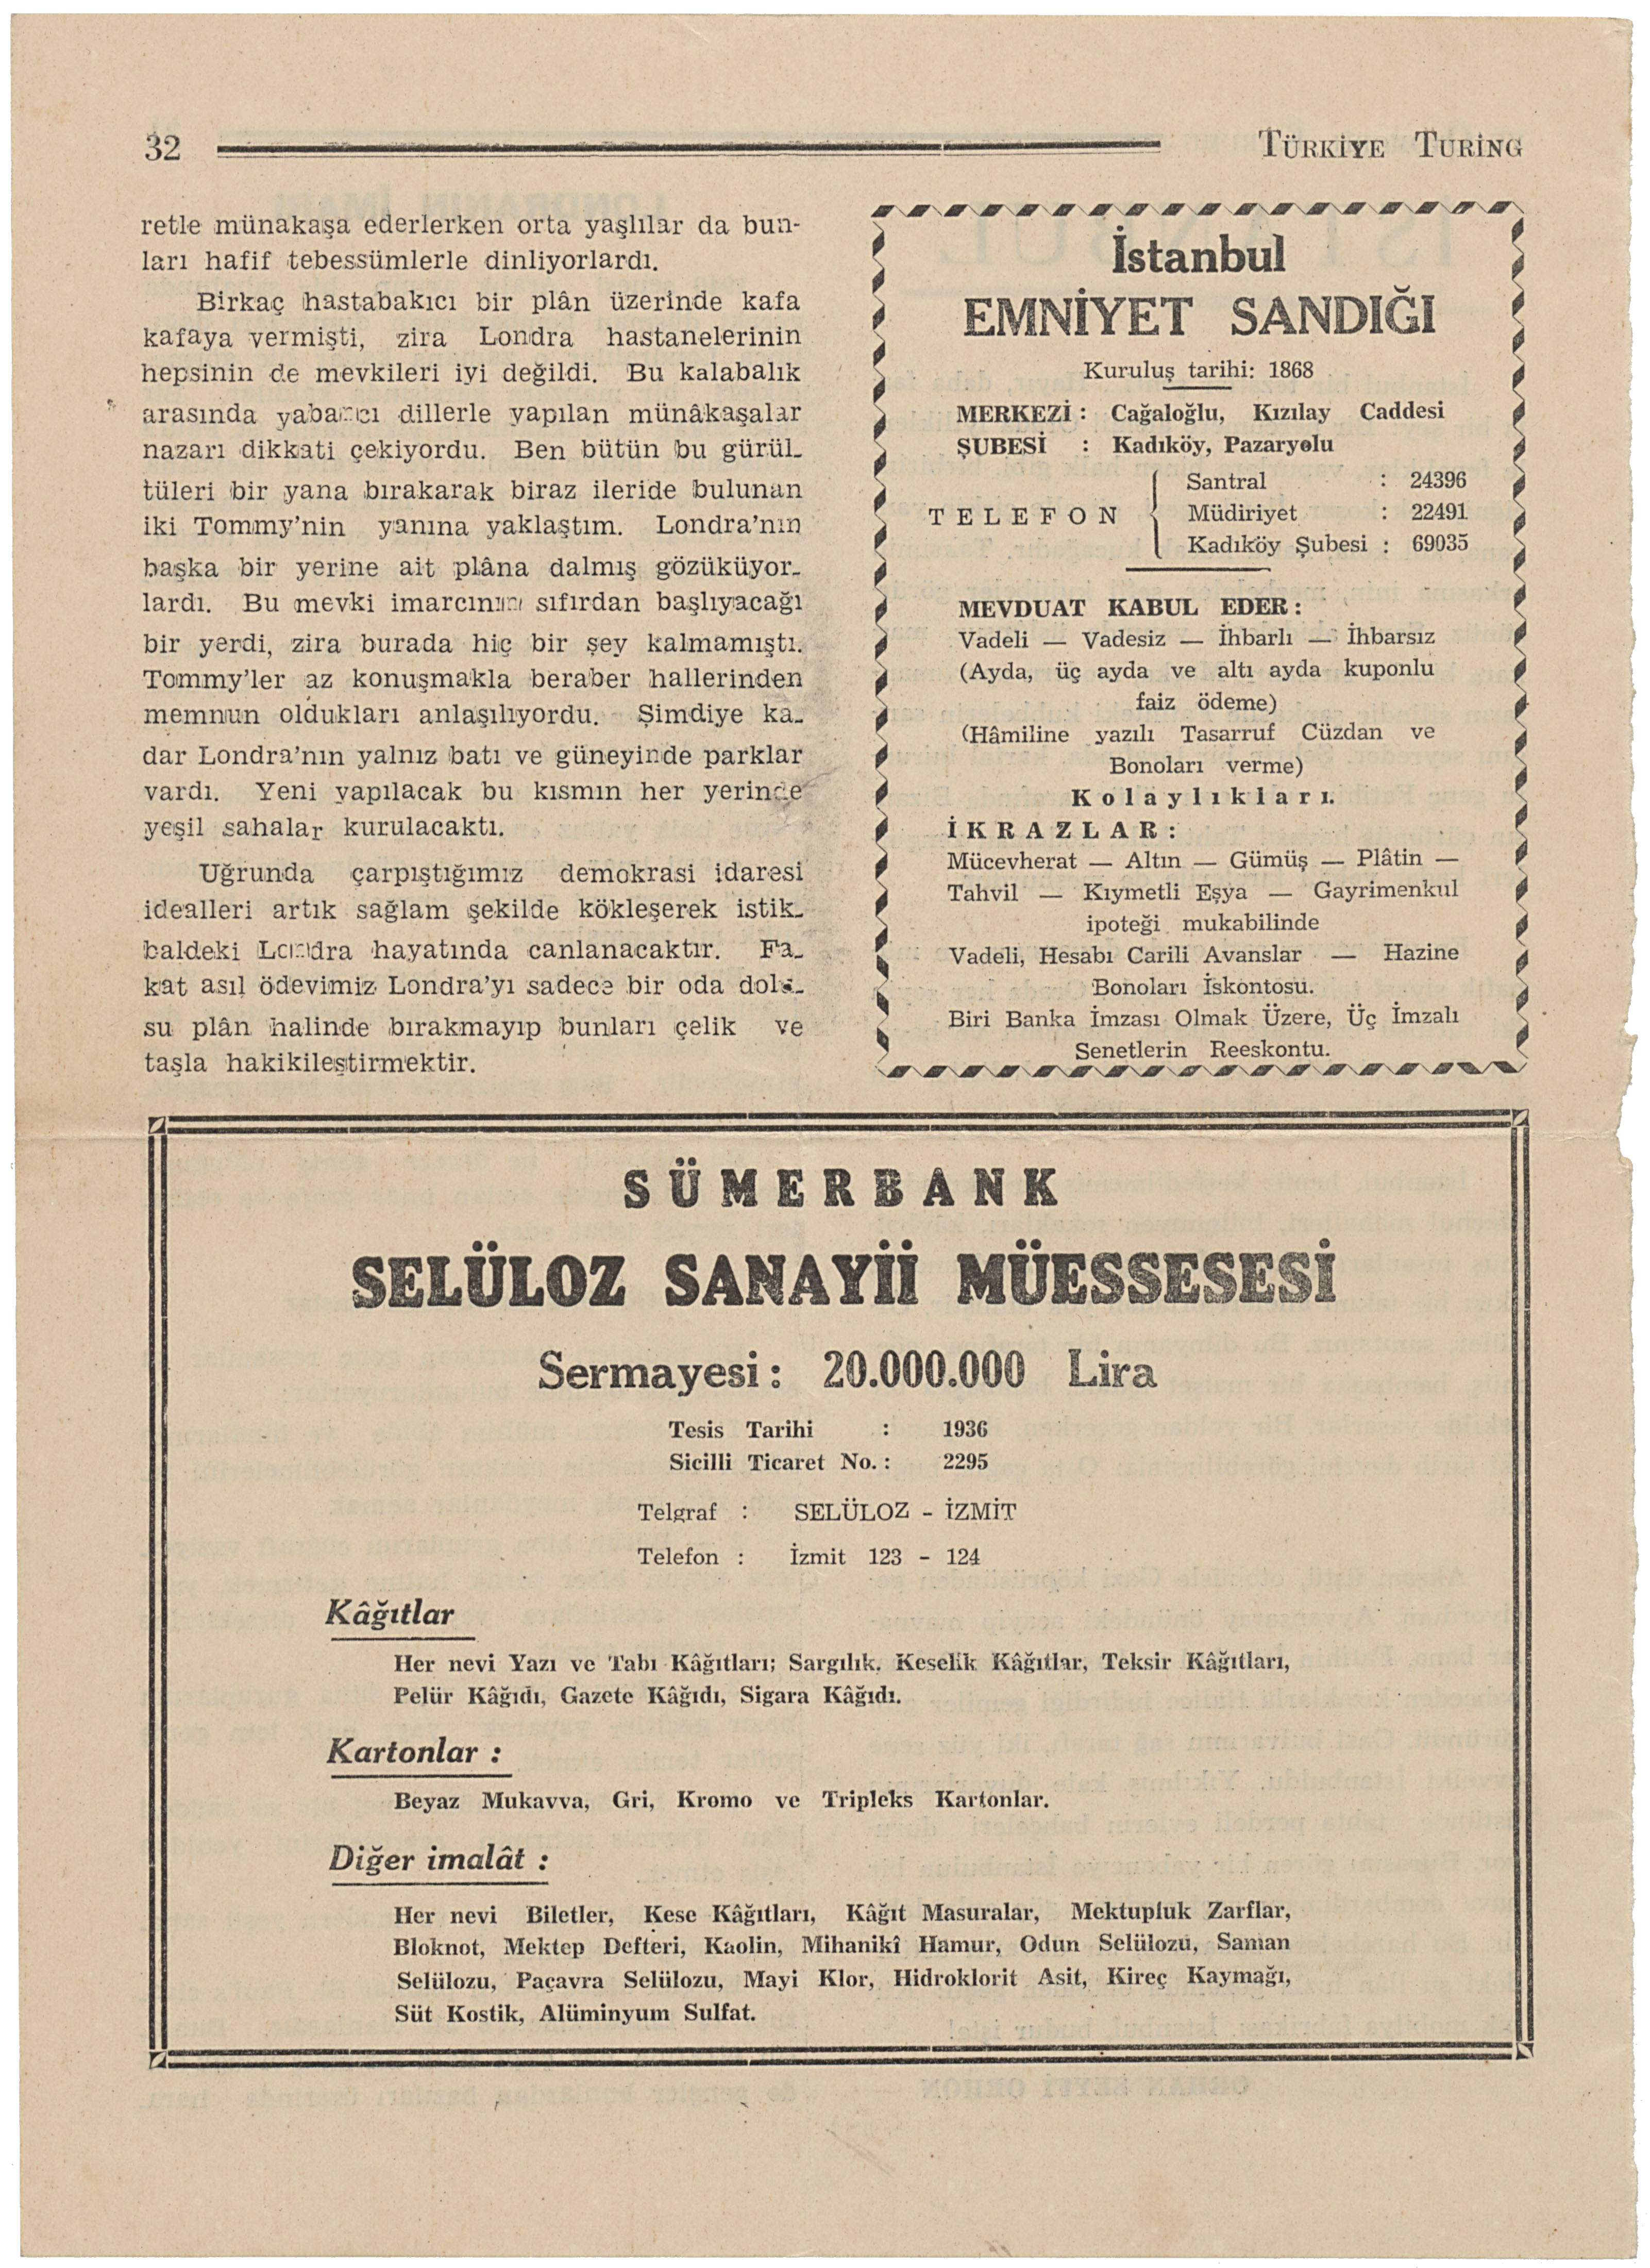 32
TÜRKİYE TURİNG
retle münakaşa ederlerken orta yaşlılar da bun-
ları hafif tebessümlerle dinliyorlardı.
Birkaç hastabakıcı bir plân üzerinde kafa
kafaya vermişti, zira Londra hastanelerinin
hepsinin de mevkileri iyi değildi. Bu kalabalık
arasında yabancı dillerle yapılan münâkaşalar
nazarı dikkati çekiyordu. Ben bütün bu gürül-
tüleri bir yana bırakarak biraz ileride bulunan
iki Tommy'nin yanına yaklaştım. Londra'nın
başka bir yerine ait plâna dalmış gözüküyor-
lardı. Bu mevki imarcının sıfırdan başlıyacağı
bir yerdi, zira burada hiç bir şey kalmamıştı.
Tommy'ler az konuşmakla beraber hallerinden
memnun oldukları anlaşılıyordu. Şimdiye ka-
dar Londra'nın yalnız batı ve güneyinde parklar
vardı. Yeni yapılacak bu kısmın her yerinde
yeşil sahalar kurulacaktı.
Uğrunda çarpıştığımız demokrasi idaresi
idealleri artık sağlam şekilde kökleşerek istik-
baldeki Londra hayatında canlanacaktır. Fa-
kat asıl ödevimiz Londra'yı sadece bir oda dola-
su plân halinde bırakmayıp bunları çelik ve
taşla hakikileştirmektir.
İstanbul
EMNİYET SANDIĞI
Kuruluş tarihi: 1868
MERKEZİ : Cağaloğlu, Kızılay Caddesi
ŞUBESİ : Kadıköy, Pazaryolu
TELEFON
Santral : 24396
Müdiriyet : 22491
Kadıköy Şubesi : 69035
MEVDUAT KABUL EDER :
Vadeli — Vadesiz — İhbarlı — İhbarsız
(Ayda, üç ayda ve altı ayda kuponlu
faiz ödeme)
(Hâmiline yazılı Tasarruf Cüzdan ve
Bonoları verme)
Kolaylıkları.
İKRAZLAR :
Mücevherat — Altın — Gümüş — Plâtin —
Tahvil — Kıymetli Eşya — Gayrimenkul
ipoteği mukabilinde
Vadeli, Hesabı Carili Avanslar — Hazine
Bonoları İskontosu.
Biri Banka İmzası Olmak Üzere, Üç İmzalı
Senetlerin Reeskontu.
SÜMERBANK
SELÜLOZ SANAYİİ MÜESSESESİ
Sermayesi : 20.000.000 Lira
Tesis Tarihi : 1936
Sicilli Ticaret No. : 2295
Telgraf : SELÜLOZ - İZMİT
Telefon : İzmit 123 - 124
Kâğıtlar
Her nevi Yazı ve Tabı Kâğıtları; Sargılık, Keselik Kâğıtlar, Teksir Kâğıtları,
Pelür Kâğıdı, Gazete Kâğıdı, Sigara Kâğıdı.
Kartonlar :
Beyaz Mukavva, Gri, Kromo ve Tripleks Kartonlar.
Diğer imalât :
Her nevi Biletler, Kese Kâğıtları, Kâğıt Masuralar, Mektupluk Zarflar,
Bloknot, Mektep Defteri, Kaolin, Mihanikî Hamur, Odun Selülozu, Saman
Selülozu, Paçavra Selülozu, Mayi Klor, Hidroklorit Asit, Kireç Kaymağı,
Süt Kostik, Alüminyum Sulfat.